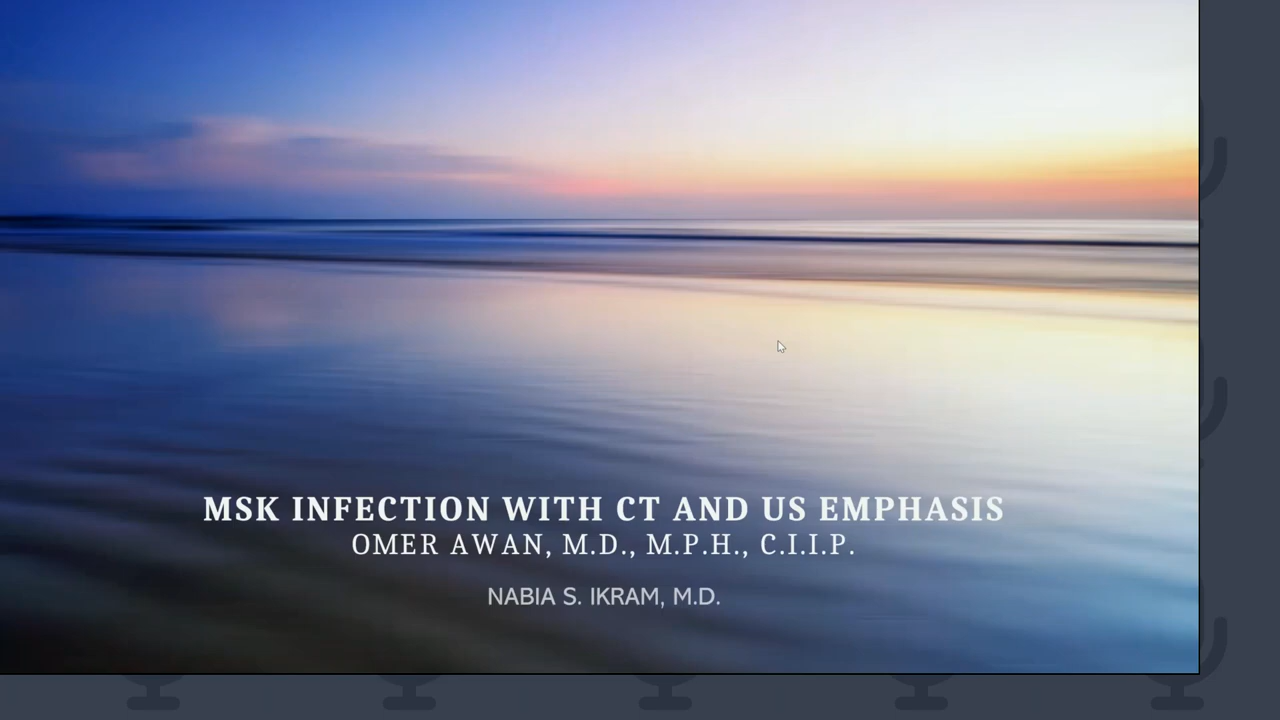 MSK INFECTION WITH CT AND US EMPHASIS
OMER AWAN, M.D., M.P.H., C.I.I.P.
NABIA S. IKRAM, M.D.